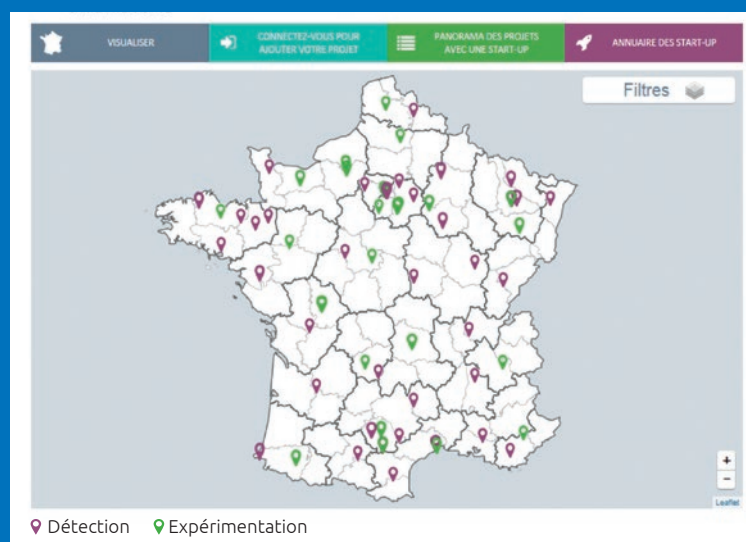 VISUALISER
CONNECTEZ-VOUS POUR
AJOUTER VOTRE PROJET
PANORAMA DES PROJETS
AVEC UNE START-UP
ANNUAIRE DES START-UP
Filtres
+
−
Leaflet
Détection
Expérimentation